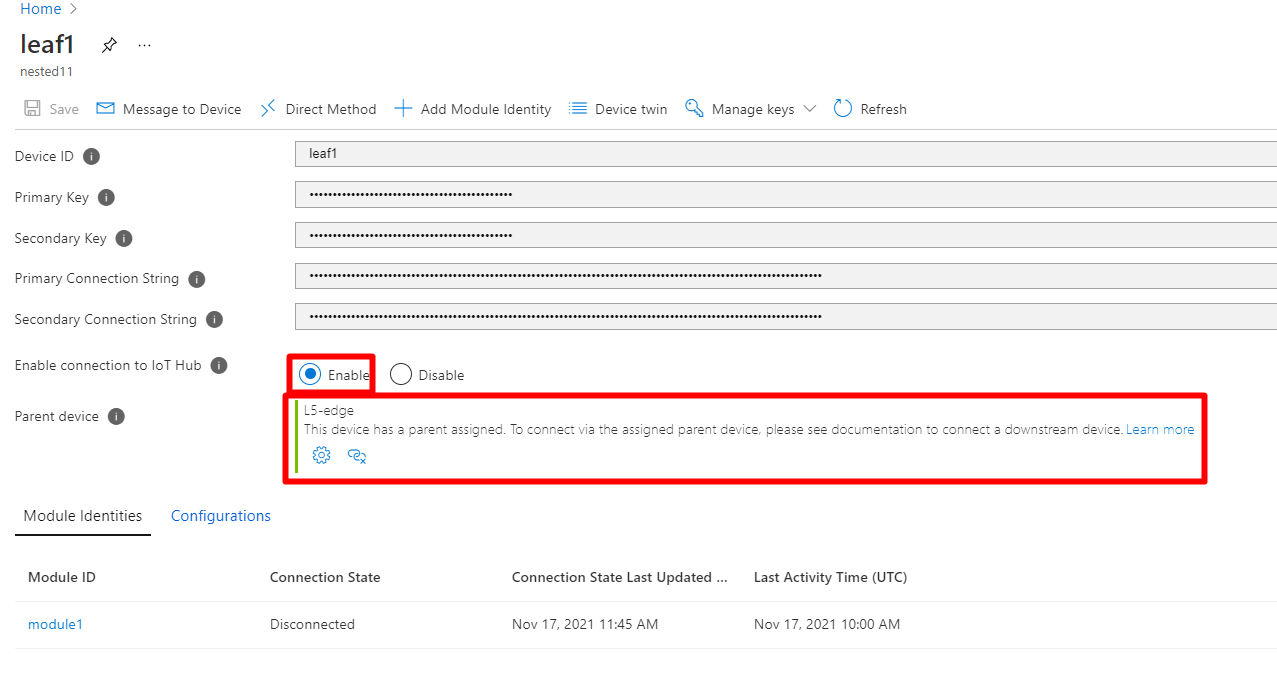 Home
leaf1
nested11
Save Message to Device Direct Method Add Module Identity Device twin Manage keys Refresh
Device ID leaf1
Primary Key ••••••••••••••••••••••••••••••••••••••••••••
Secondary Key ••••••••••••••••••••••••••••••••••••••••••••
Primary Connection String
Secondary Connection String
Enable connection to IoT Hub Enable Disable
Parent device L5-edge
This device has a parent assigned. To connect via the assigned parent device, please see documentation to connect a downstream device. Learn more
Module Identities Configurations
Module ID Connection State Connection State Last Updated ... Last Activity Time (UTC)
module1 Disconnected Nov 17, 2021 11:45 AM Nov 17, 2021 10:00 AM